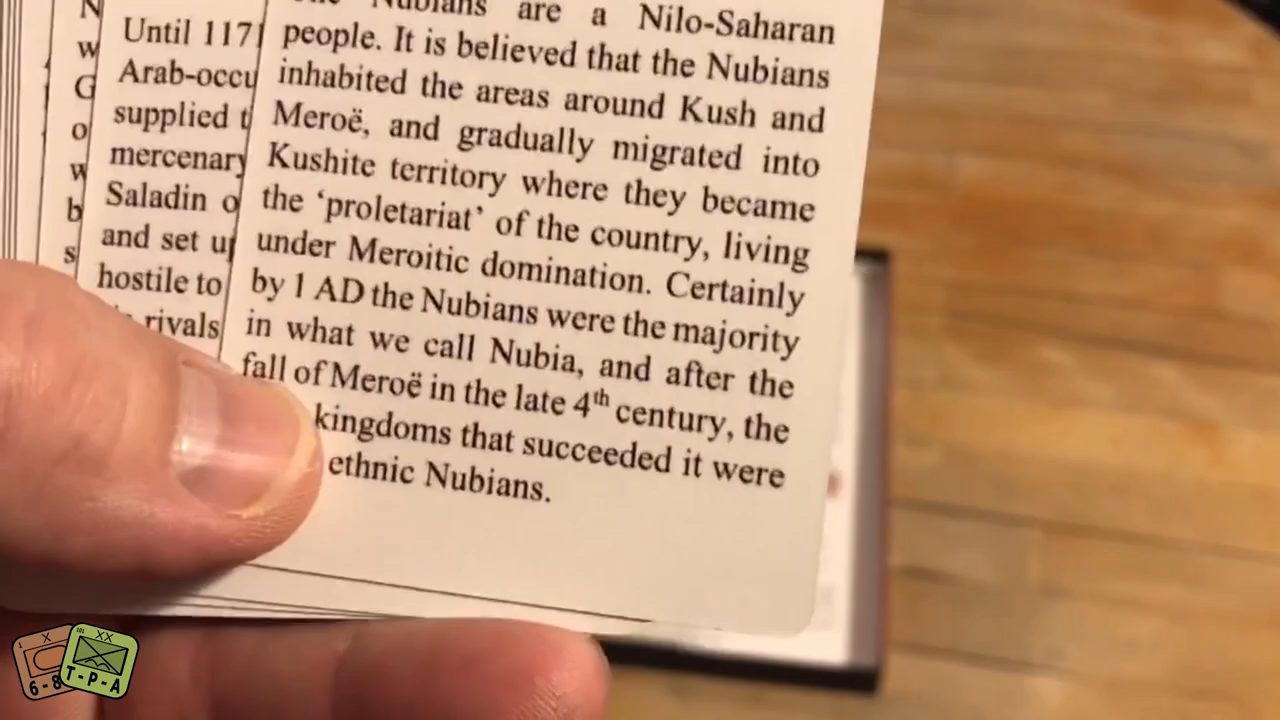 Nubians are a Nilo-Saharan
people. It is believed that the Nubians
inhabited the areas around Kush and
Meroë, and gradually migrated into
Kushite territory where they became
the ‘proletariat’ of the country, living
under Meroitic domination. Certainly
by 1 AD the Nubians were the majority
in what we call Nubia, and after the
fall of Meroë in the late 4th century, the
kingdoms that succeeded it were
ethnic Nubians.
Until 1171
Arab-occu
supplied t
mercenary
Saladin o
and set up
hostile to
rivals
N
w
G
o
w
b
s
X
6-8
XX
T-P-A